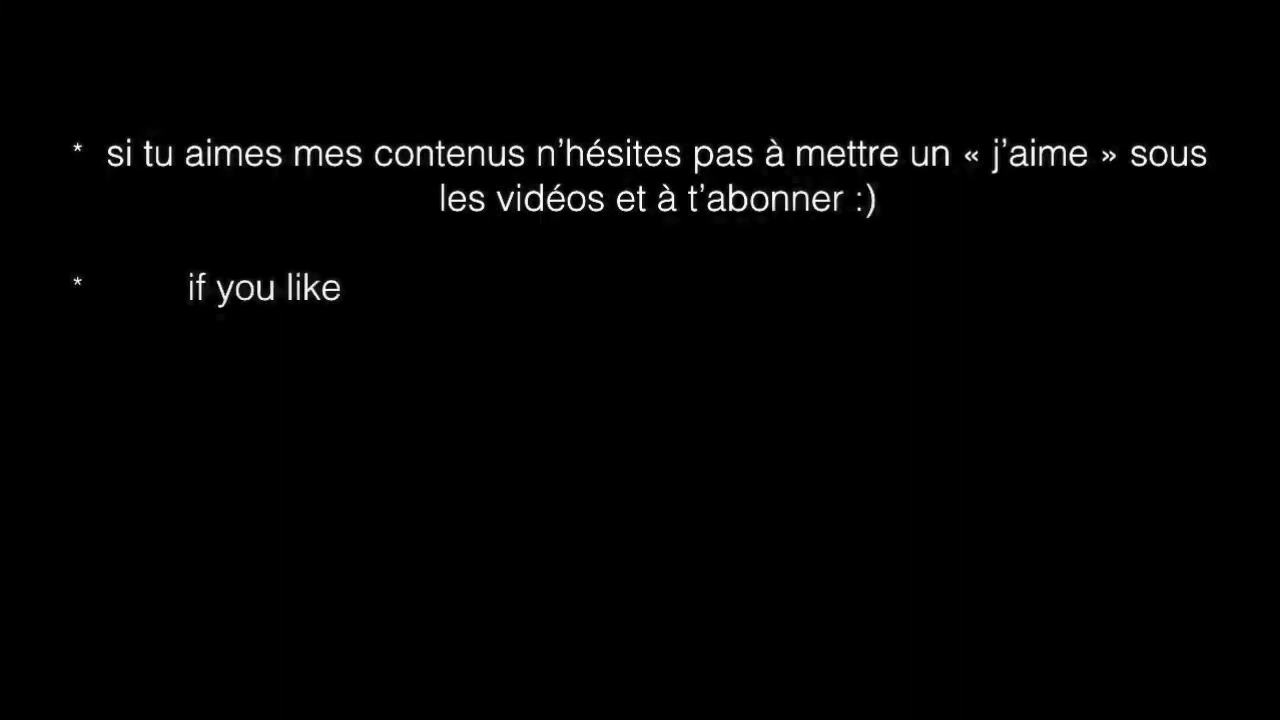 * si tu aimes mes contenus n’hésites pas à mettre un « j’aime » sous
les vidéos et à t’abonner :)
* if you like